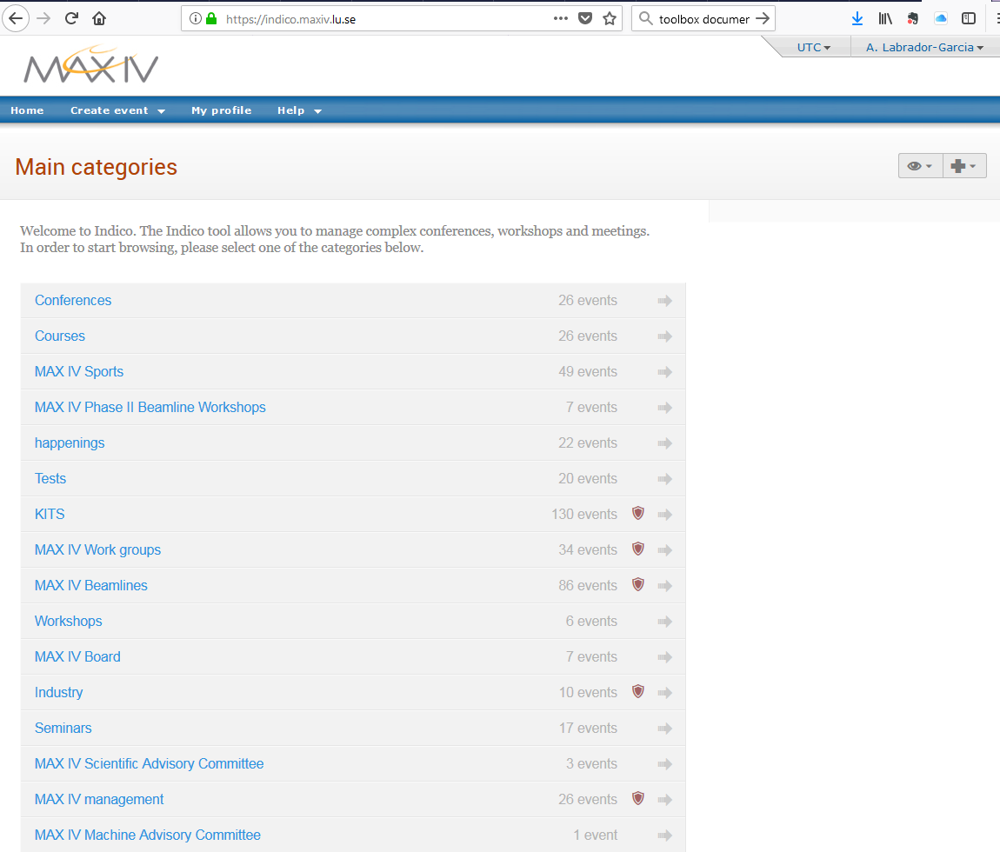 https://indico.maxiv.lu.se
toolbox documer
UTC
A. Labrador-Garcia
MAXIV
Home Create event My profile Help
Main categories
Welcome to Indico. The Indico tool allows you to manage complex conferences, workshops and meetings.
In order to start browsing, please select one of the categories below.
Conferences 26 events
Courses 26 events
MAX IV Sports 49 events
MAX IV Phase II Beamline Workshops 7 events
happenings 22 events
Tests 20 events
KITS 130 events
MAX IV Work groups 34 events
MAX IV Beamlines 86 events
Workshops 6 events
MAX IV Board 7 events
Industry 10 events
Seminars 17 events
MAX IV Scientific Advisory Committee 3 events
MAX IV management 26 events
MAX IV Machine Advisory Committee 1 event